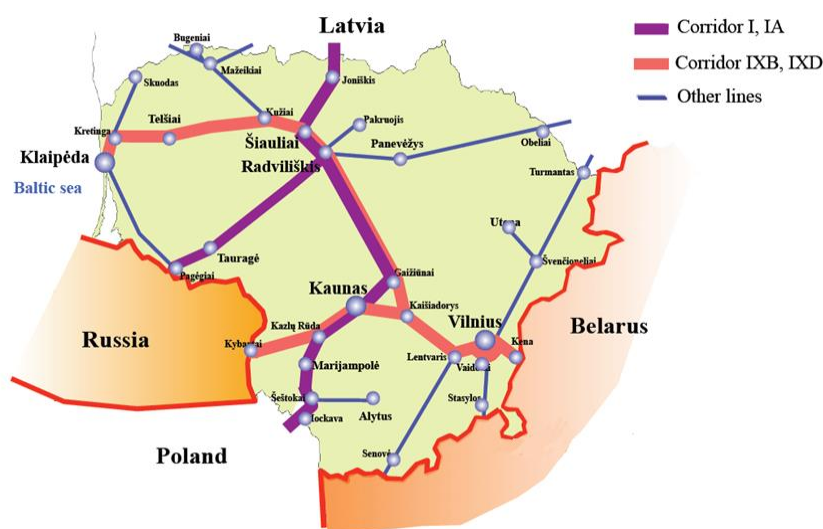 Latvia
Corridor I, IA
Corridor IXB, IXD
Other lines
Bugeniai
Mažeikiai
Skuodas
Joniškis
Telšiai
Kužiai
Pakruojis
Kretinga
Šiauliai
Panevėžys
Obeliai
Klaipėda
Radviliškis
Turmantas
Baltic sea
Utena
Tauragė
Švenčioneliai
Pagėgiai
Gaižiūnai
Kaunas
Kaišiadorys
Vilnius
Kazlų Rūda
Belarus
Russia
Kena
Lentvaris
Marijampolė
Šeštokai
Alytus
Stasylos
Senovė
Poland